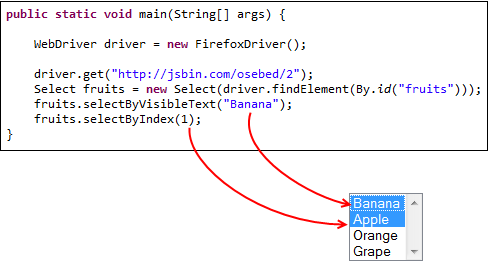 public static void main(String[] args) {
WebDriver driver = new FirefoxDriver();
driver.get("http://jsbin.com/osebed/2");
Select fruits = new Select(driver.findElement(By.id("fruits")));
fruits.selectByVisibleText("Banana");
fruits.selectByIndex(1);
}
Banana
Apple
Orange
Grape